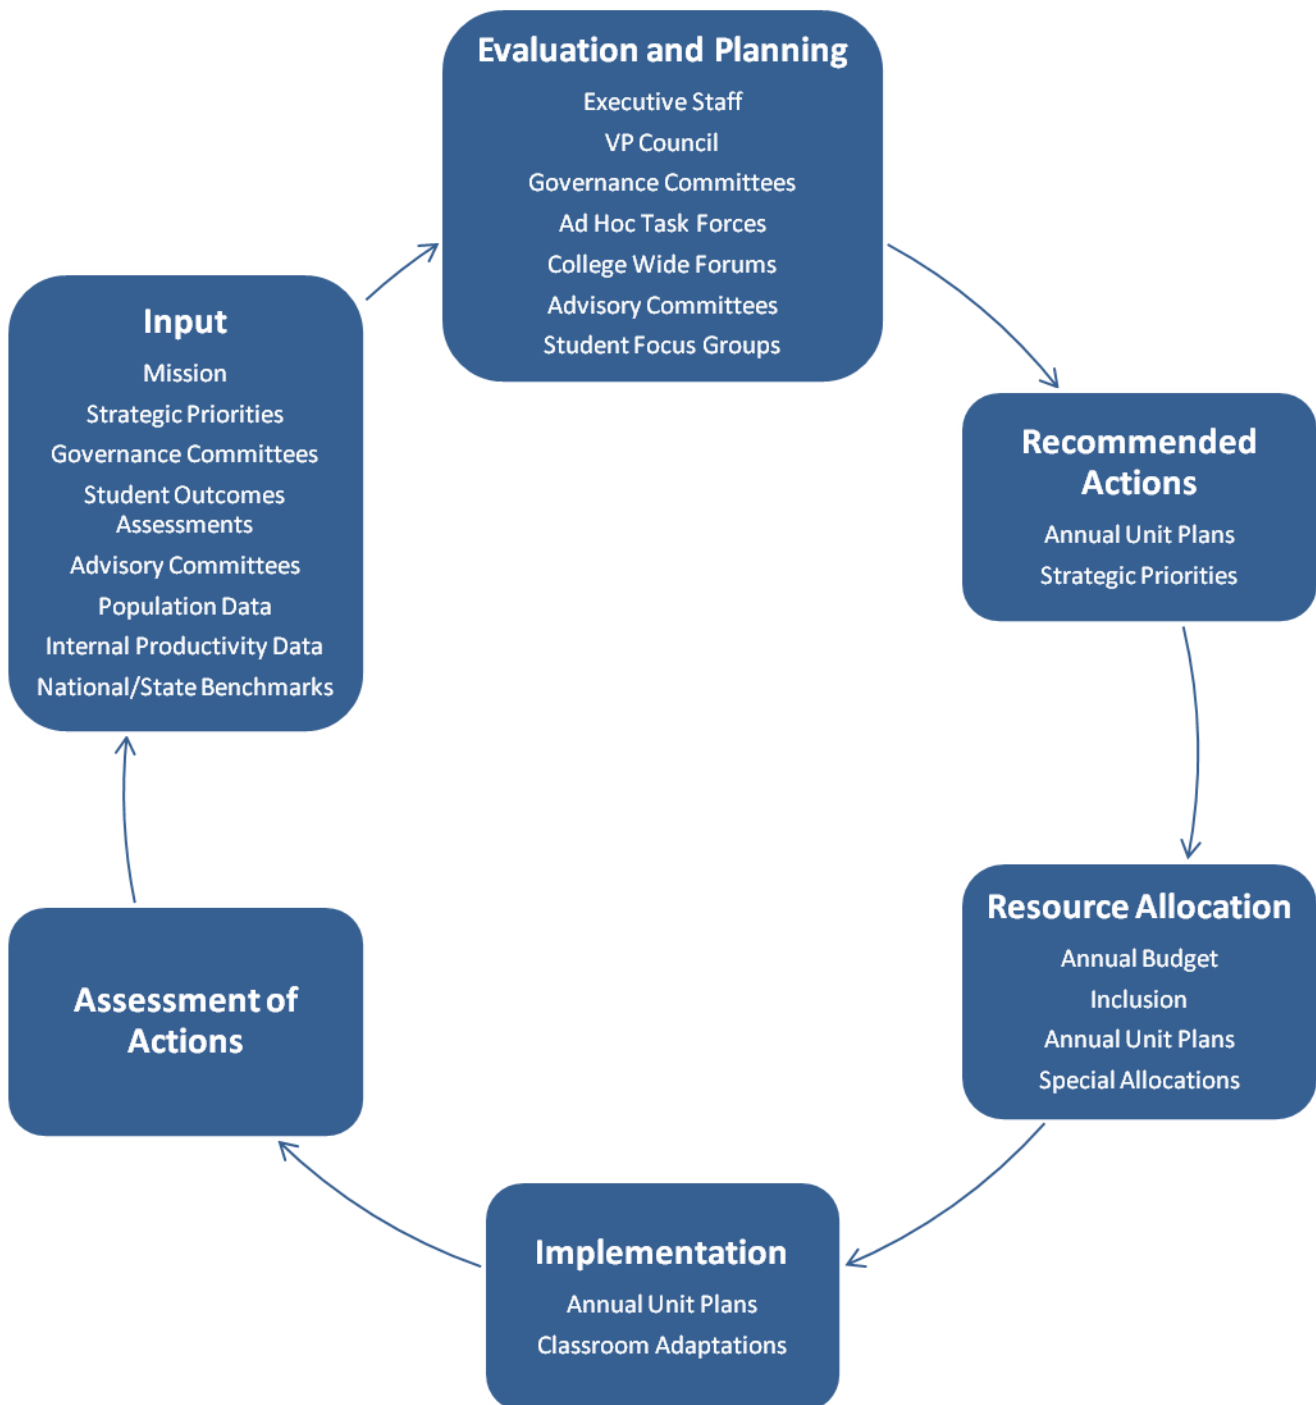 Evaluation and Planning
Executive Staff
VP Council
Governance Committees
Ad Hoc Task Forces
College Wide Forums
Advisory Committees
Student Focus Groups
Recommended
Actions
Annual Unit Plans
Strategic Priorities
Resource Allocation
Annual Budget
Inclusion
Annual Unit Plans
Special Allocations
Implementation
Annual Unit Plans
Classroom Adaptations
Assessment of
Actions
Input
Mission
Strategic Priorities
Governance Committees
Student Outcomes
Assessments
Advisory Committees
Population Data
Internal Productivity Data
National/State Benchmarks